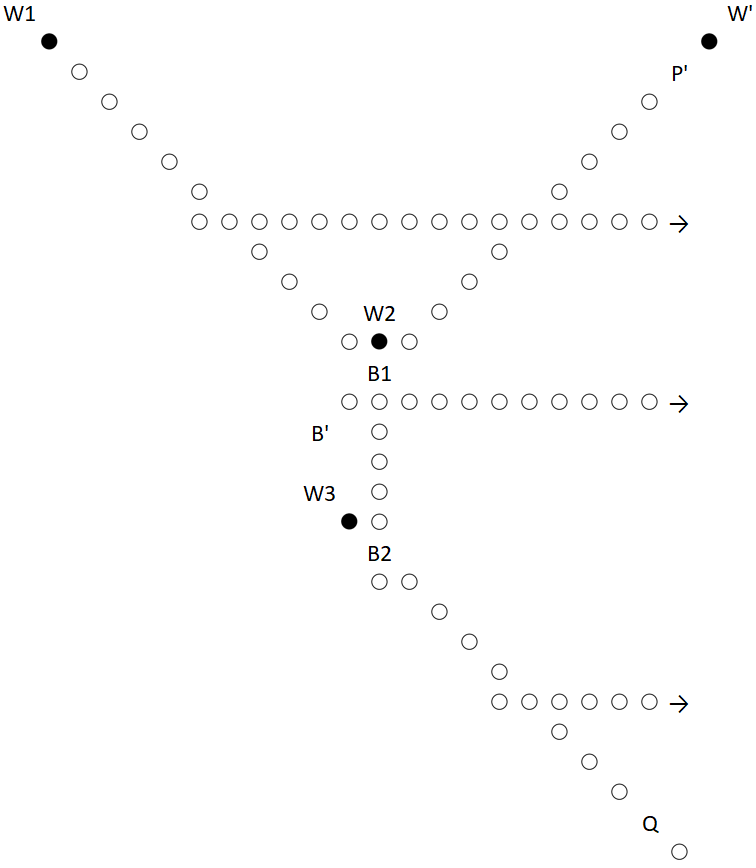 W1
W'
P'
→
W2
B1
→
B'
W3
B2
→
Q